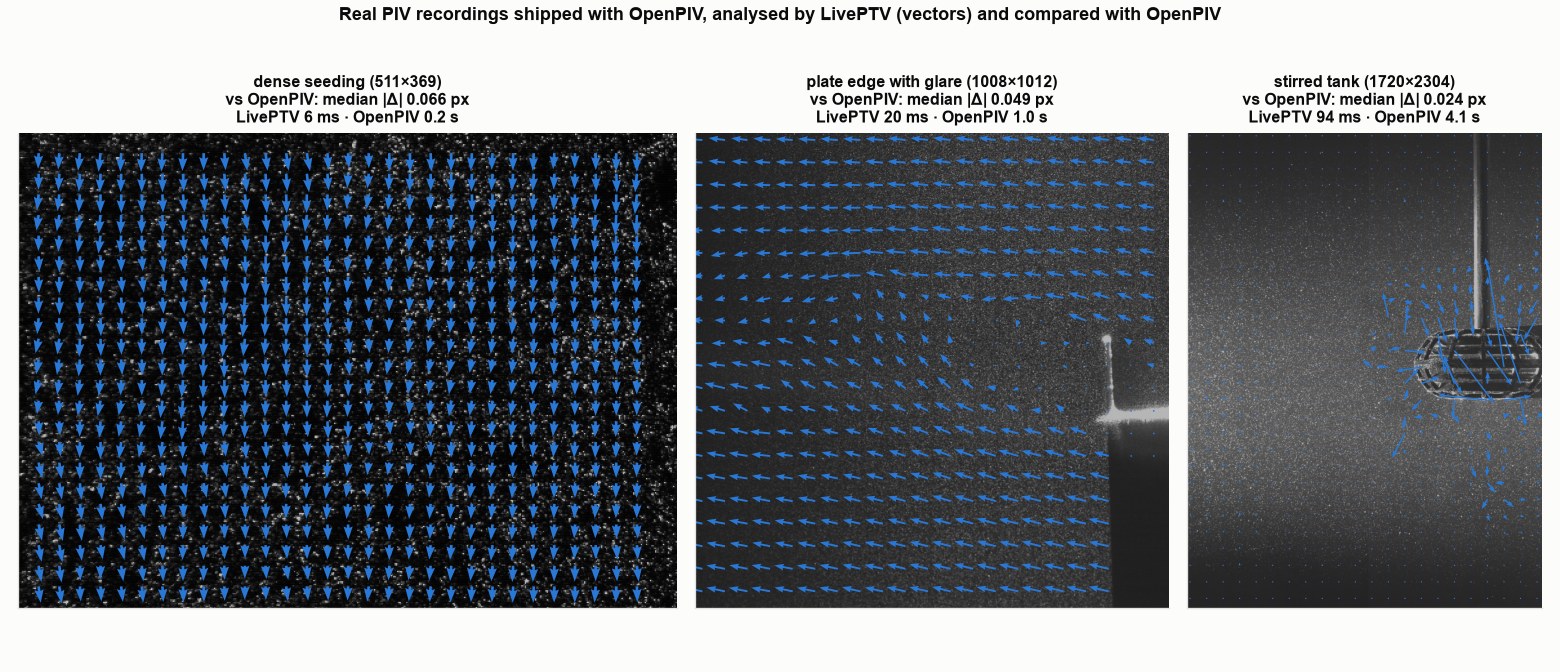 Real PIV recordings shipped with OpenPIV, analysed by LivePTV (vectors) and compared with OpenPIV
dense seeding (511×369)
vs OpenPIV: median |Δ| 0.066 px
LivePTV 6 ms · OpenPIV 0.2 s
plate edge with glare (1008×1012)
vs OpenPIV: median |Δ| 0.049 px
LivePTV 20 ms · OpenPIV 1.0 s
stirred tank (1720×2304)
vs OpenPIV: median |Δ| 0.024 px
LivePTV 94 ms · OpenPIV 4.1 s